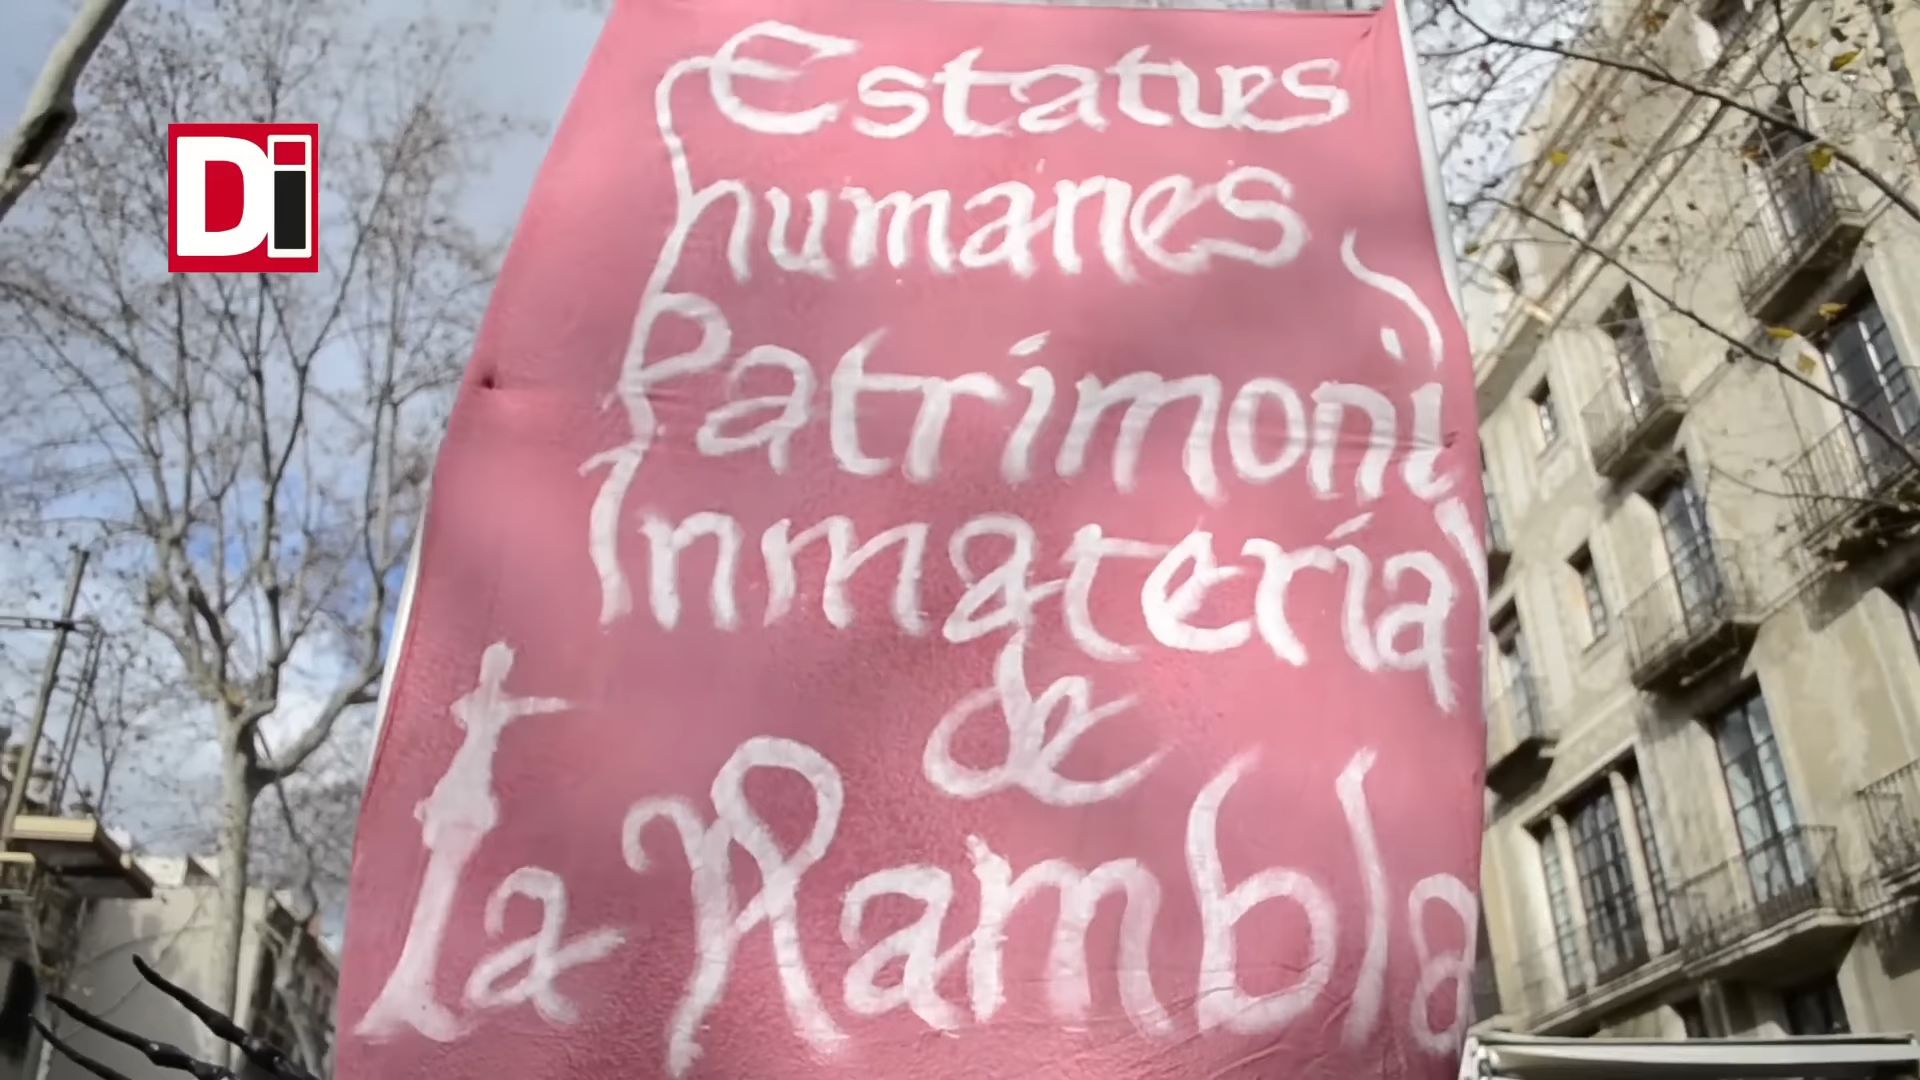 Di
Estatues
humanes
Patrimoni
Inmaterial
de
La Rambla